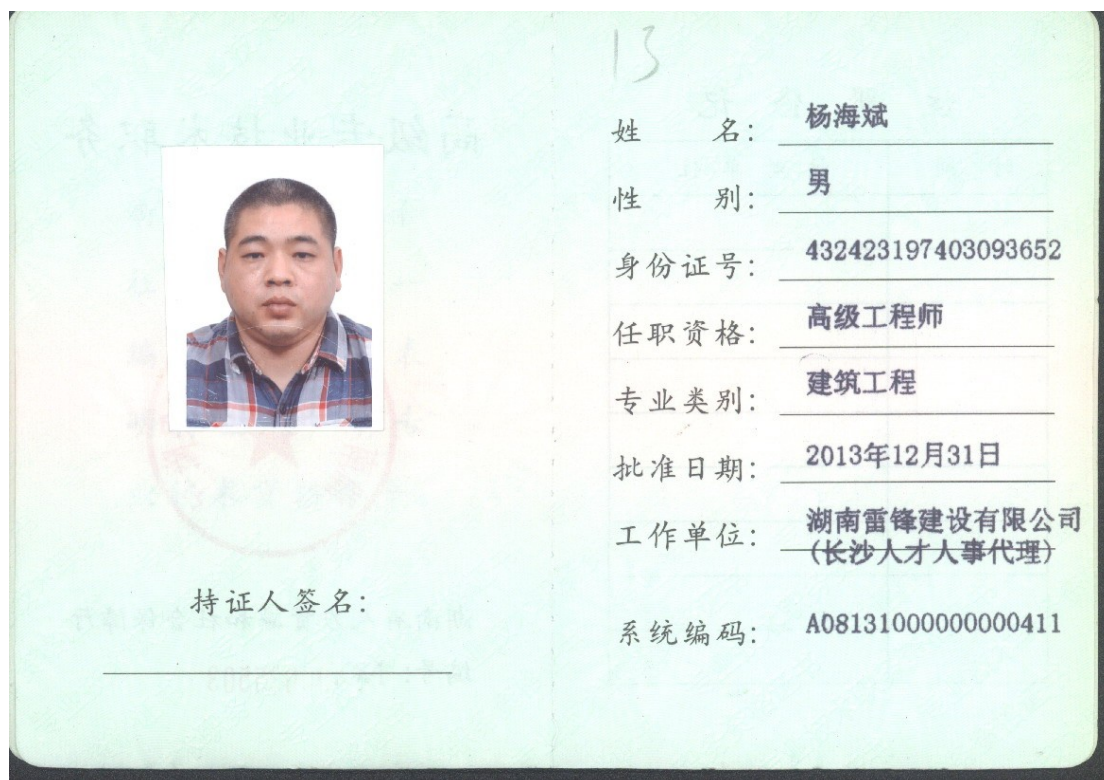 13
姓 名： 杨海斌
性 别： 男
身份证号： 432423197403093652
任职资格： 高级工程师
专业类别： 建筑工程
批准日期： 2013年12月31日
工作单位： 湖南雷锋建设有限公司
(长沙人才人事代理)
系统编码： A08131000000000411
持证人签名：